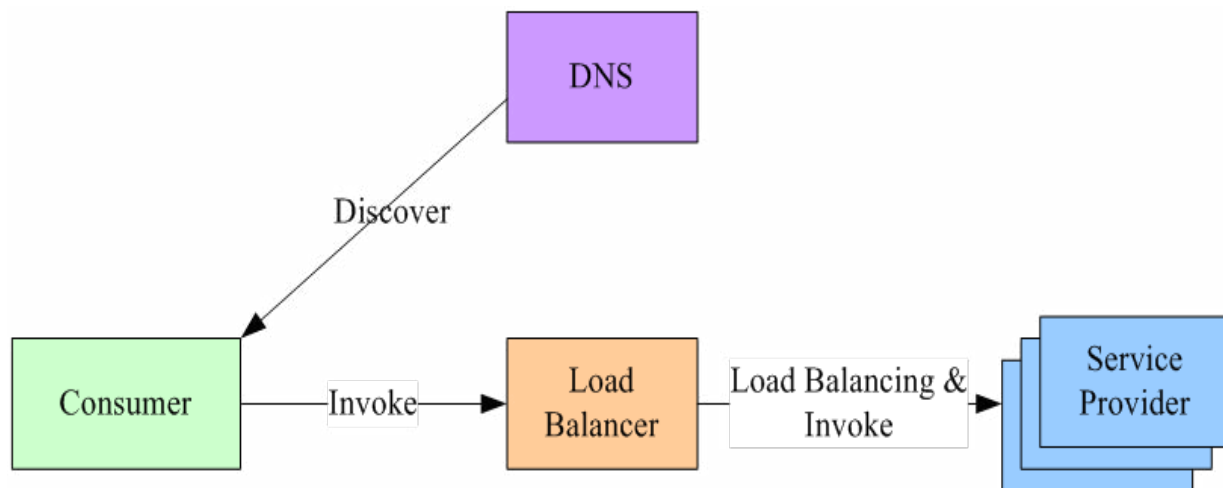 DNS
Discover
Consumer
Invoke
Load
Balancer
Load Balancing &
Invoke
Service
Provider